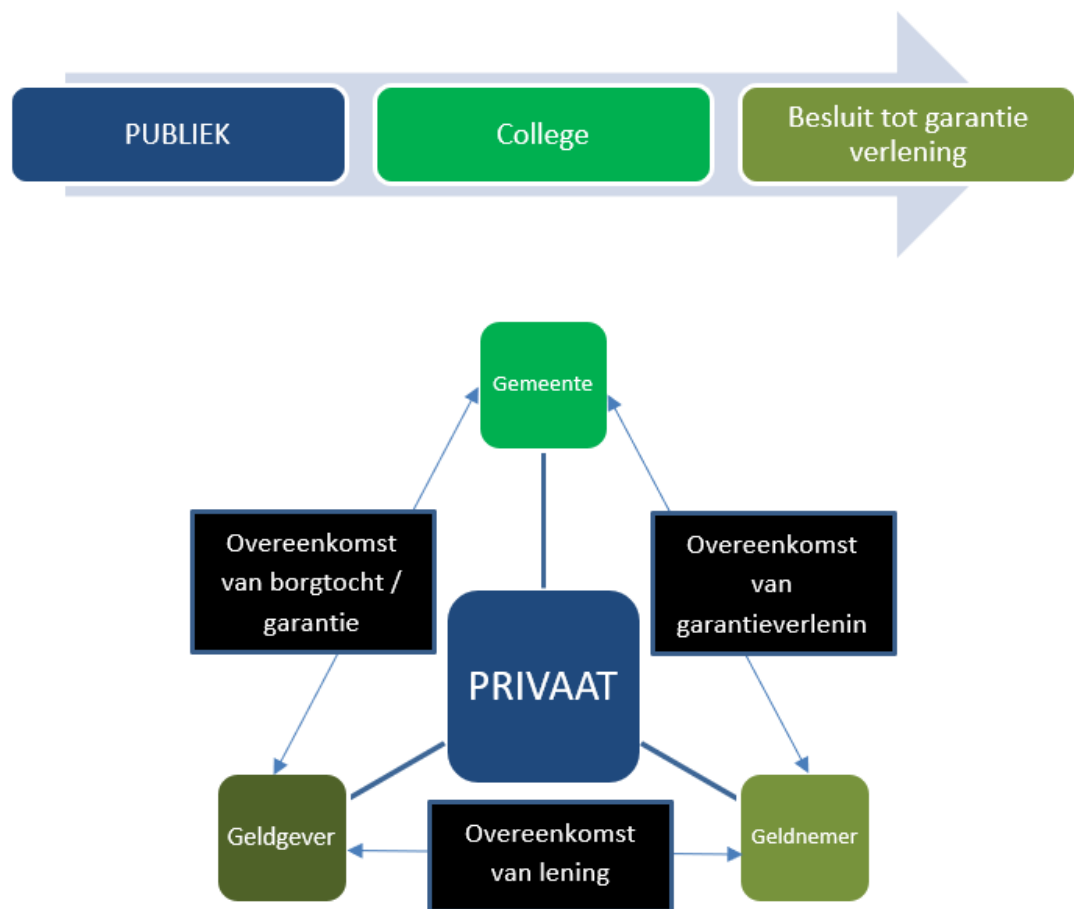 PUBLIEK
College
Besluit tot garantie
verlening
Gemeente
Overeenkomst
van borgtocht /
garantie
Overeenkomst
van
garantieverlenin
PRIVAAT
Geldgever
Overeenkomst
van lening
Geldnemer